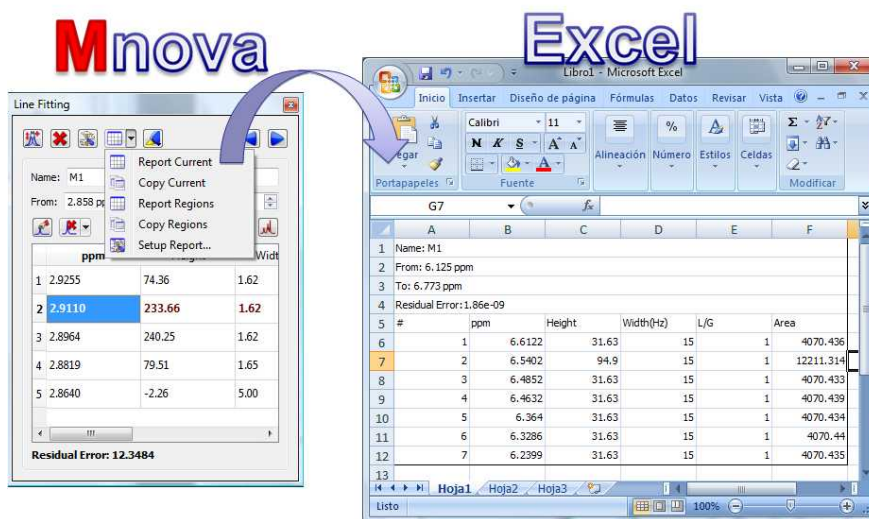 Mnova
Excel
Line Fitting
Report Current
Copy Current
Report Regions
Copy Regions
Setup Report...
Name: M1
From: 2.858
ppm
1 2.9255 74.36 1.62
2 2.9110 233.66 1.62
3 2.8964 240.25 1.62
4 2.8819 79.51 1.65
5 2.8640 -2.26 5.00
Residual Error: 12.3484
Libro1 - Microsoft Excel
Inicio Insertar Diseño de página Fórmulas Datos Revisar Vista
Calibri 11
N K S
Alineación Número Estilos Celdas
Portapapeles Fuente Modificar
G7 fx
A B C D E F
1 Name: M1
2 From: 6.125 ppm
3 To: 6.773 ppm
4 Residual Error: 1.86e-09
5 # ppm Height Width(Hz) L/G Area
6 1 6.6122 31.63 15 1 4070.436
7 2 6.5402 94.9 15 1 12211.314
8 3 6.4852 31.63 15 1 4070.433
9 4 6.4632 31.63 15 1 4070.439
10 5 6.364 31.63 15 1 4070.434
11 6 6.3286 31.63 15 1 4070.44
12 7 6.2399 31.63 15 1 4070.435
13
Hoja1 Hoja2 Hoja3
Listo 100%